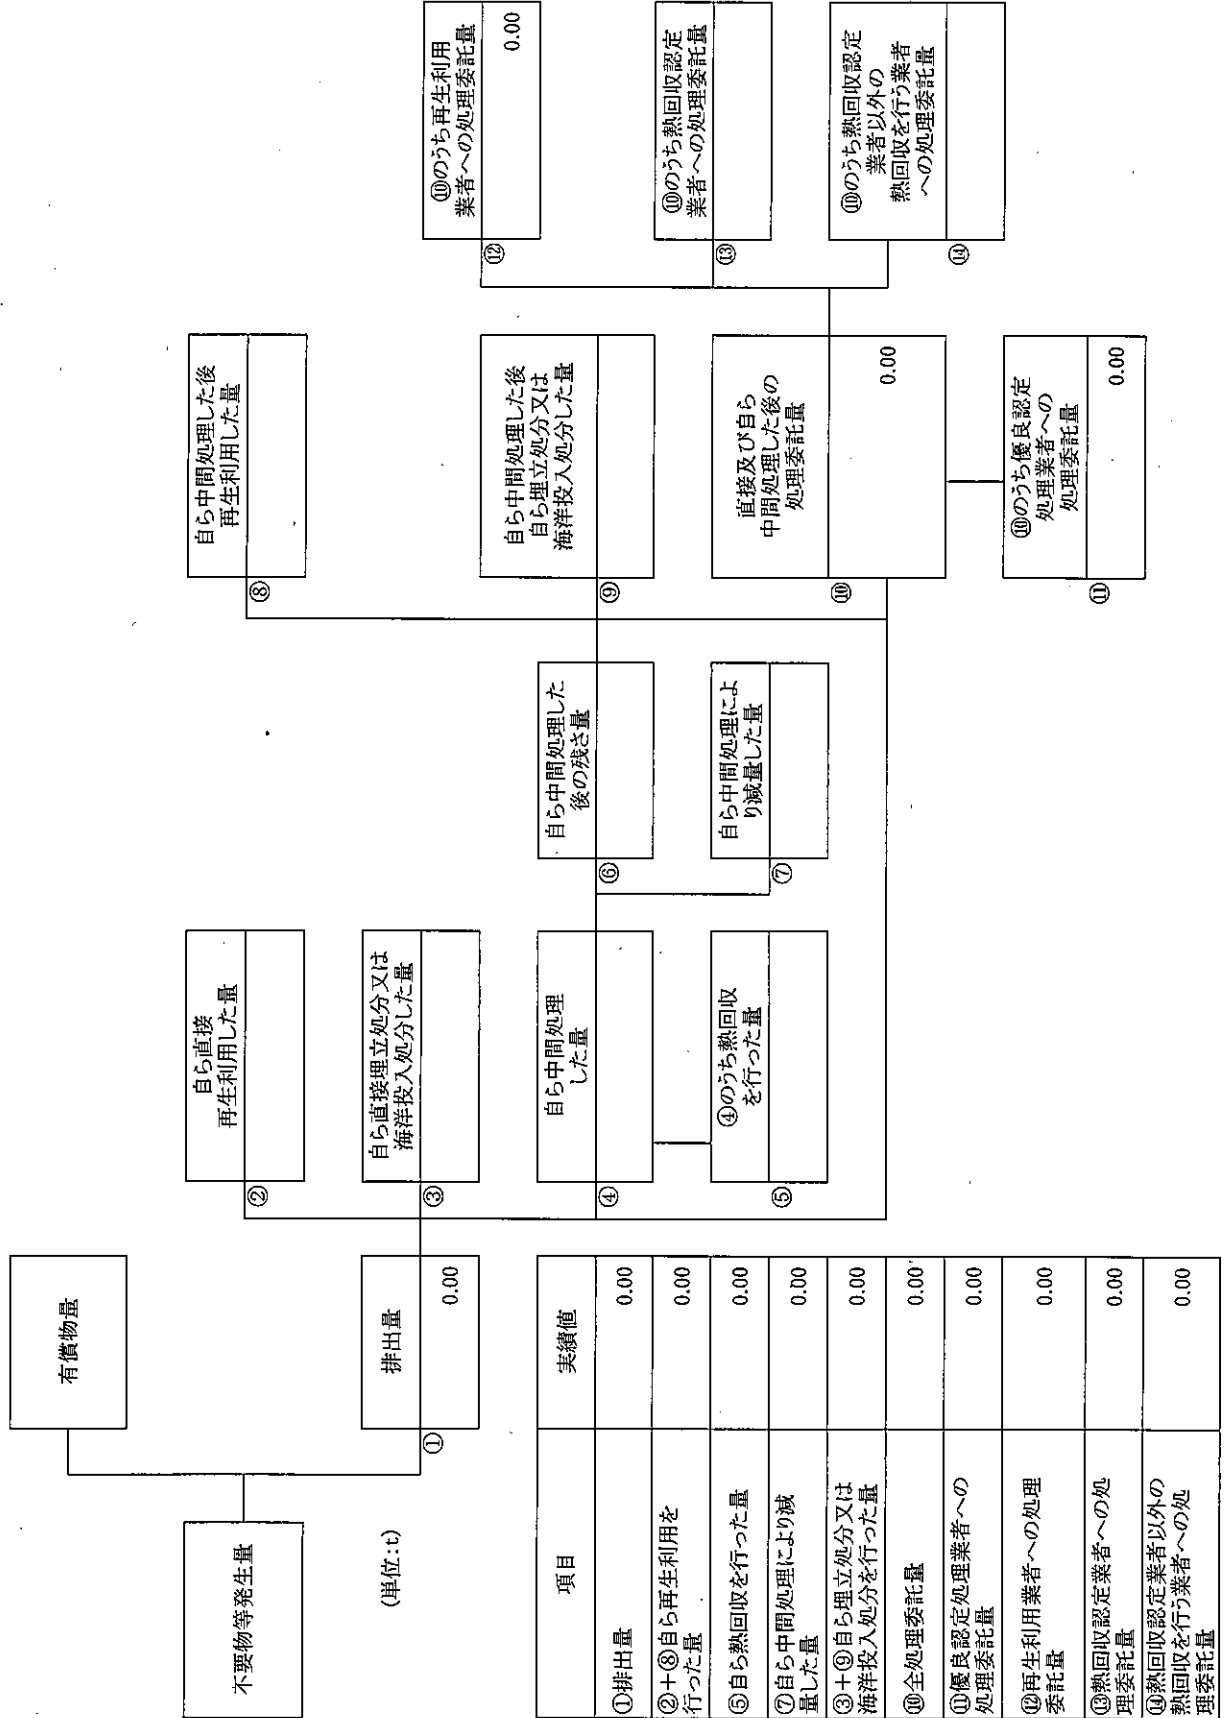 不要物等発生量
有償物量
①
排出量
0.00
(単位:t)
②
自ら直接
再生利用した量
③
自ら直接埋立処分又は
海洋投入処分した量
④
自ら中間処理
した量
⑤
④のうち熱回収
を行った量
⑥
自ら中間処理した
後の残さ量
⑦
自ら中間処理によ
り減量した量
⑧
自ら中間処理した後
再生利用した量
⑨
自ら中間処理した後
自ら埋立処分又は
海洋投入処分した量
⑩
直接及び自ら
中間処理した後の
処理委託量
0.00
⑪
⑩のうち優良認定
処理業者への
処理委託量
0.00
⑫
⑩のうち再生利用
業者への処理委託量
0.00
⑬
⑩のうち熱回収認定
業者への処理委託量
⑭
⑩のうち熱回収認定
業者以外の
熱回収を行う業者
への処理委託量
項目 実績値
①排出量 0.00
②+⑧自ら再生利用を
行った量 0.00
⑤自ら熱回収を行った量 0.00
⑦自ら中間処理により減
量した量 0.00
③+⑨自ら埋立処分又は
海洋投入処分を行った量 0.00
⑩全処理委託量 0.00
⑪優良認定処理業者への
処理委託量 0.00
⑫再生利用業者への処理
委託量 0.00
⑬熱回収認定業者への処
理委託量 0.00
⑭熱回収認定業者以外の
熱回収を行う業者への処
理委託量 0.00